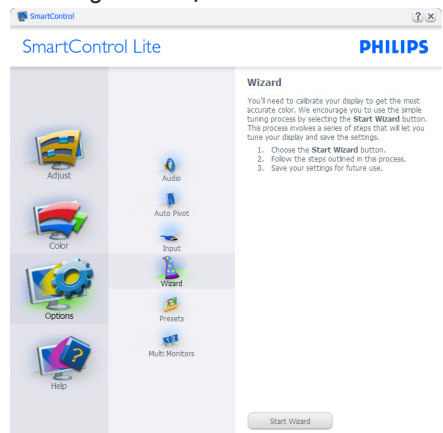 SmartControl
SmartControl Lite
PHILIPS
Adjust
Color
Options
Help
Audio
Auto Pivot
Input
Wizard
Presets
Multi Monitors
Wizard
You'll need to calibrate your display to get the most
accurate color. We encourage you to use the simple
tuning process by selecting the Start Wizard button.
This process involves a series of steps that will let you
tune your display and save the settings.
1. Choose the Start Wizard button.
2. Follow the steps outlined in this process.
3. Save your settings for future use.
Start Wizard